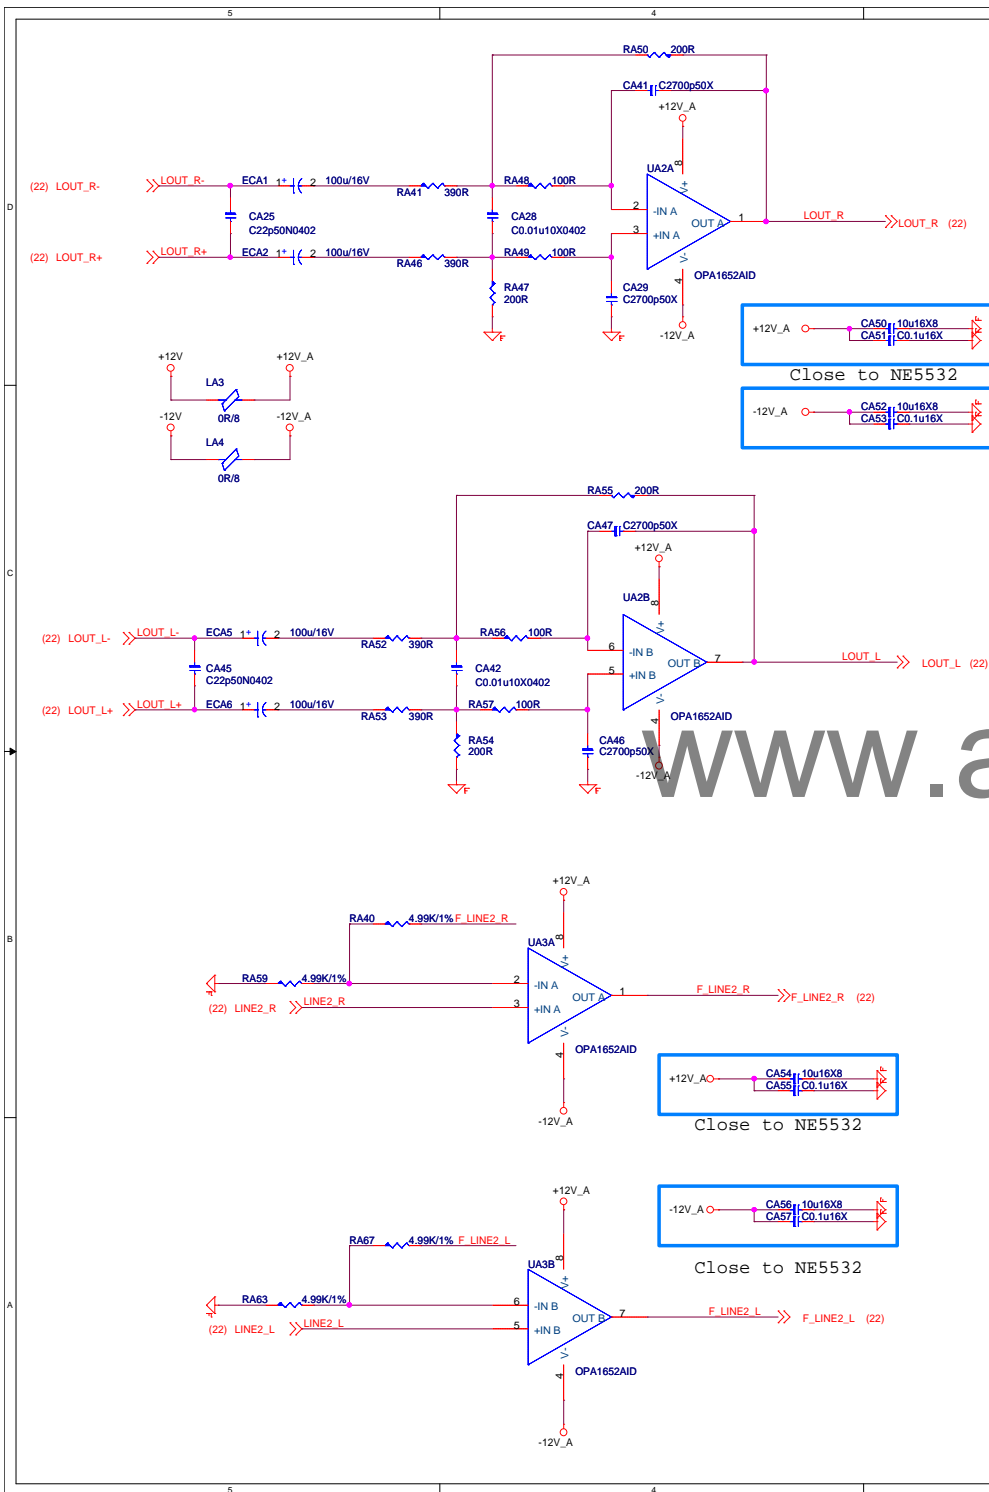 5 4
RA50 200R
CA41 C2700p50X
+12V_A
UA2A
8 V+
(22) LOUT_R- LOUT_R- ECA1 1 + 2 100u/16V RA41 390R RA48 100R
2 -IN A
3 +IN A
OUT A 1 LOUT_R LOUT_R (22)
D
CA25
C22p50N0402
CA28
C0.01u10X0402
(22) LOUT_R+ LOUT_R+ ECA2 1 + 2 100u/16V RA46 390R RA49 100R
V- 4
OPA1652AID
RA47
200R
CA29
C2700p50X
-12V_A
F F
+12V_A CA50 10u16X8 F
CA51 C0.1u16X F
Close to NE5532
+12V +12V_A
LA3
0R/8
-12V_A CA52 10u16X8 F
CA53 C0.1u16X F
-12V -12V_A
LA4
0R/8
RA55 200R
CA47 C2700p50X
+12V_A
C
UA2B
8 V+
(22) LOUT_L- LOUT_L- ECA5 1 + 2 100u/16V RA52 390R RA56 100R
6 -IN B
5 +IN B
OUT B 7 LOUT_L LOUT_L (22)
CA45
C22p50N0402
CA42
C0.01u10X0402
(22) LOUT_L+ LOUT_L+ ECA6 1 + 2 100u/16V RA53 390R RA57 100R
V- 4
OPA1652AID
RA54
200R
CA46
C2700p50X
-12V_A
F F
www.a
+12V_A
B
RA40 4.99K/1% F_LINE2_R
UA3A
8 V+
F RA59 4.99K/1%
2 -IN A
(22) LINE2_R LINE2_R 3 +IN A
OUT A 1 F_LINE2_R F_LINE2_R (22)
V- 4
OPA1652AID
-12V_A
+12V_A CA54 10u16X8 F
CA55 C0.1u16X F
Close to NE5532
+12V_A
-12V_A CA56 10u16X8 F
CA57 C0.1u16X F
Close to NE5532
RA67 4.99K/1% F_LINE2_L
UA3B
8 V+
A
F RA63 4.99K/1%
6 -IN B
(22) LINE2_L LINE2_L 5 +IN B
OUT B 7 F_LINE2_L F_LINE2_L (22)
V- 4
OPA1652AID
-12V_A
5 4